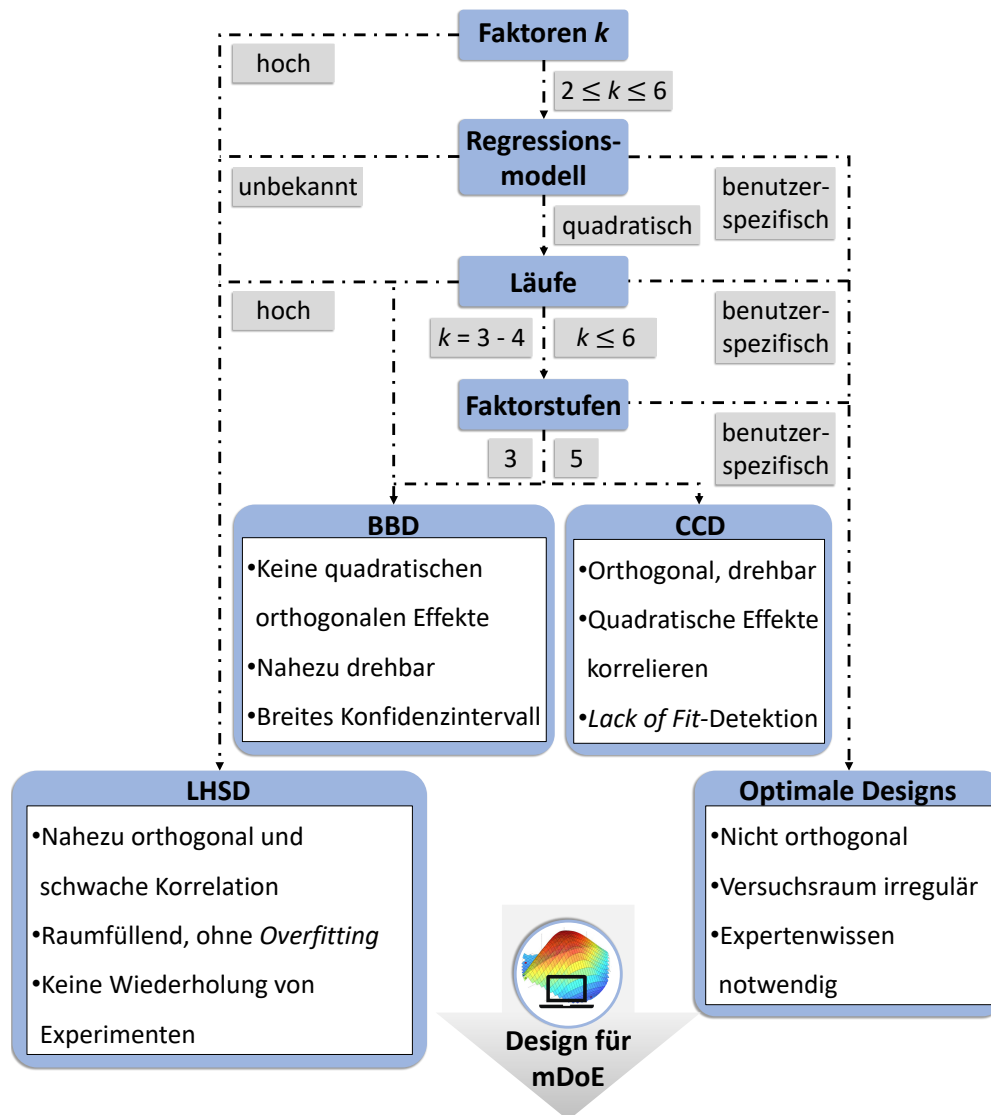 Faktoren k
hoch
2 ≤ k ≤ 6
Regressions-
modell
unbekannt
benutzer-
spezifisch
quadratisch
Läufe
hoch
k = 3 - 4
k ≤ 6
benutzer-
spezifisch
Faktorstufen
3
5
benutzer-
spezifisch
BBD
•Keine quadratischen
orthogonalen Effekte
•Nahezu drehbar
•Breites Konfidenzintervall
CCD
•Orthogonal, drehbar
•Quadratische Effekte
korrelieren
•Lack of Fit-Detektion
LHSD
•Nahezu orthogonal und
schwache Korrelation
•Raumfüllend, ohne Overfitting
•Keine Wiederholung von
Experimenten
Optimale Designs
•Nicht orthogonal
•Versuchsraum irregulär
•Expertenwissen
notwendig
Design für
mDoE